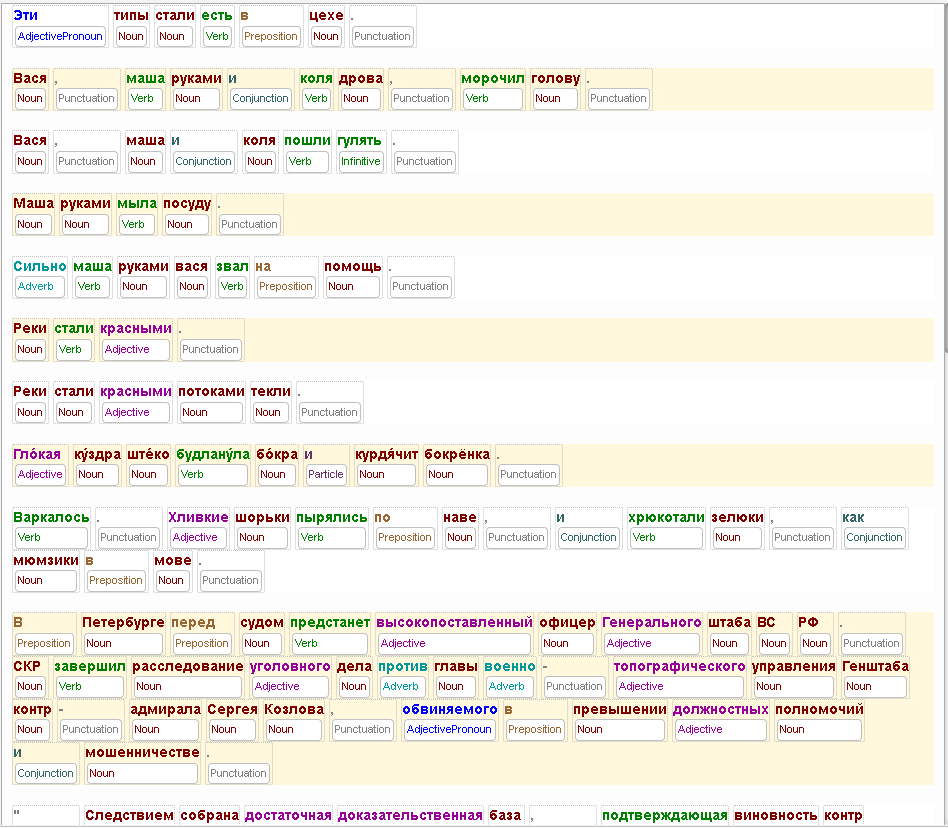 Эти типы стали есть в цехе .
AdjectivePronoun Noun Noun Verb Preposition Noun Punctuation
Вася , маша руками и коля дрова , морочил голову .
Noun Punctuation Verb Noun Conjunction Verb Noun Punctuation Verb Noun Punctuation
Вася , маша и коля пошли гулять .
Noun Punctuation Noun Conjunction Noun Verb Infinitive Punctuation
Маша руками мыла посуду .
Noun Noun Verb Noun Punctuation
Сильно маша руками вася звал на помощь .
Adverb Verb Noun Noun Verb Preposition Noun Punctuation
Реки стали красными .
Noun Verb Adjective Punctuation
Реки стали красными потоками текли .
Noun Noun Adjective Noun Noun Punctuation
Гло́кая ку́здра ште́ко будлану́ла бо́кра и курдя́чит бокрёнка .
Adjective Noun Noun Verb Noun Particle Noun Noun Punctuation
Варкалось . Хливкие шорьки пырялись по наве , и хрюкотали зелюки , как
Verb Punctuation Adjective Noun Verb Preposition Noun Punctuation Conjunction Verb Noun Punctuation Conjunction
мюмзики в мове .
Noun Preposition Noun Punctuation
В Петербурге перед судом предстанет высокопоставленный офицер Генерального штаба ВС РФ .
Preposition Noun Preposition Noun Verb Adjective Noun Adjective Noun Noun Noun Punctuation
СКР завершил расследование уголовного дела против главы военно - топографического управления Генштаба
Noun Verb Noun Adjective Noun Adverb Noun Adverb Punctuation Adjective Noun Noun
контр - адмирала Сергея Козлова , обвиняемого в превышении должностных полномочий
Noun Punctuation Noun Noun Noun Punctuation AdjectivePronoun Preposition Noun Adjective Noun
и мошенничестве .
Conjunction Noun Punctuation
" Следствием собрана достаточная доказательственная база , подтверждающая виновность контр